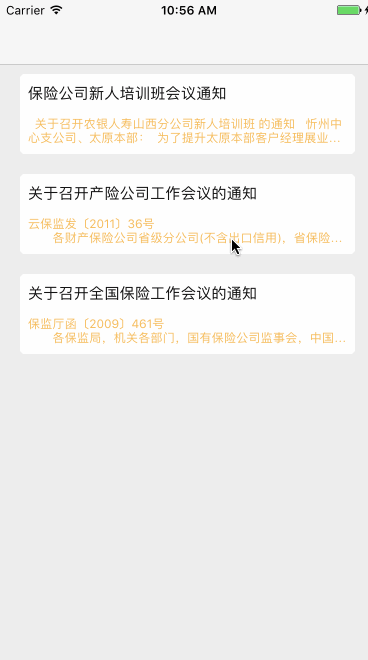 Carrier 10:56 AM
保险公司新人培训班会议通知
关于召开农银人寿山西分公司新人培训班 的通知 忻州中
心支公司、太原本部： 为了提升太原本部客户经理展业...
关于召开产险公司工作会议的通知
云保监发〔2011〕36号
各财产保险公司省级分公司(不含出口信用)，省保险...
关于召开全国保险工作会议的通知
保监厅函〔2009〕461号
各保监局，机关各部门，国有保险公司监事会，中国...